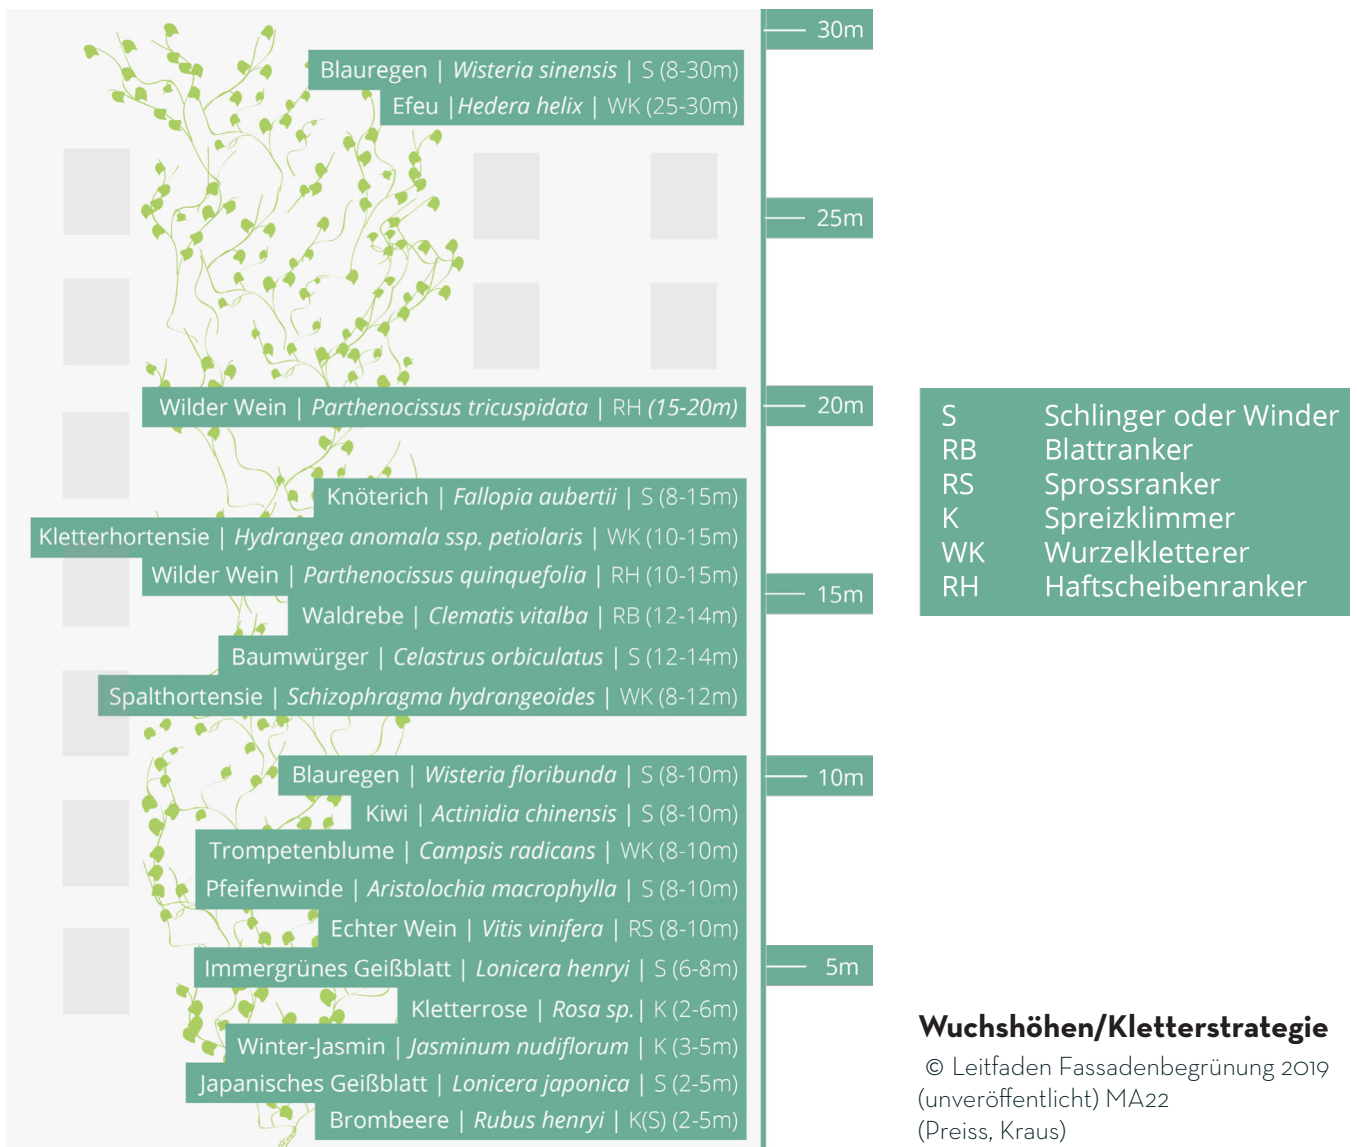 30m
Blauregen | Wisteria sinensis | S (8-30m)
Efeu |Hedera helix | WK (25-30m)
25m
Wilder Wein | Parthenocissus tricuspidata | RH (15-20m)
20m
Knöterich | Fallopia aubertii | S (8-15m)
Kletterhortensie | Hydrangea anomala ssp. petiolaris | WK (10-15m)
Wilder Wein | Parthenocissus quinquefolia | RH (10-15m)
15m
Waldrebe | Clematis vitalba | RB (12-14m)
Baumwürger | Celastrus orbiculatus | S (12-14m)
Spalthortensie | Schizophragma hydrangeoides | WK (8-12m)
Blauregen | Wisteria floribunda | S (8-10m)
10m
Kiwi | Actinidia chinensis | S (8-10m)
Trompetenblume | Campsis radicans | WK (8-10m)
Pfeifenwinde | Aristolochia macrophylla | S (8-10m)
Echter Wein | Vitis vinifera | RS (8-10m)
Immergrünes Geißblatt | Lonicera henryi | S (6-8m)
5m
Kletterrose | Rosa sp.| K (2-6m)
Winter-Jasmin | Jasminum nudiflorum | K (3-5m)
Japanisches Geißblatt | Lonicera japonica | S (2-5m)
Brombeere | Rubus henryi | K(S) (2-5m)
S Schlinger oder Winder
RB Blattranker
RS Sprossranker
K Spreizklimmer
WK Wurzelkletterer
RH Haftscheibenranker
Wuchshöhen/Kletterstrategie
© Leitfaden Fassadenbegrünung 2019
(unveröffentlicht) MA22
(Preiss, Kraus)